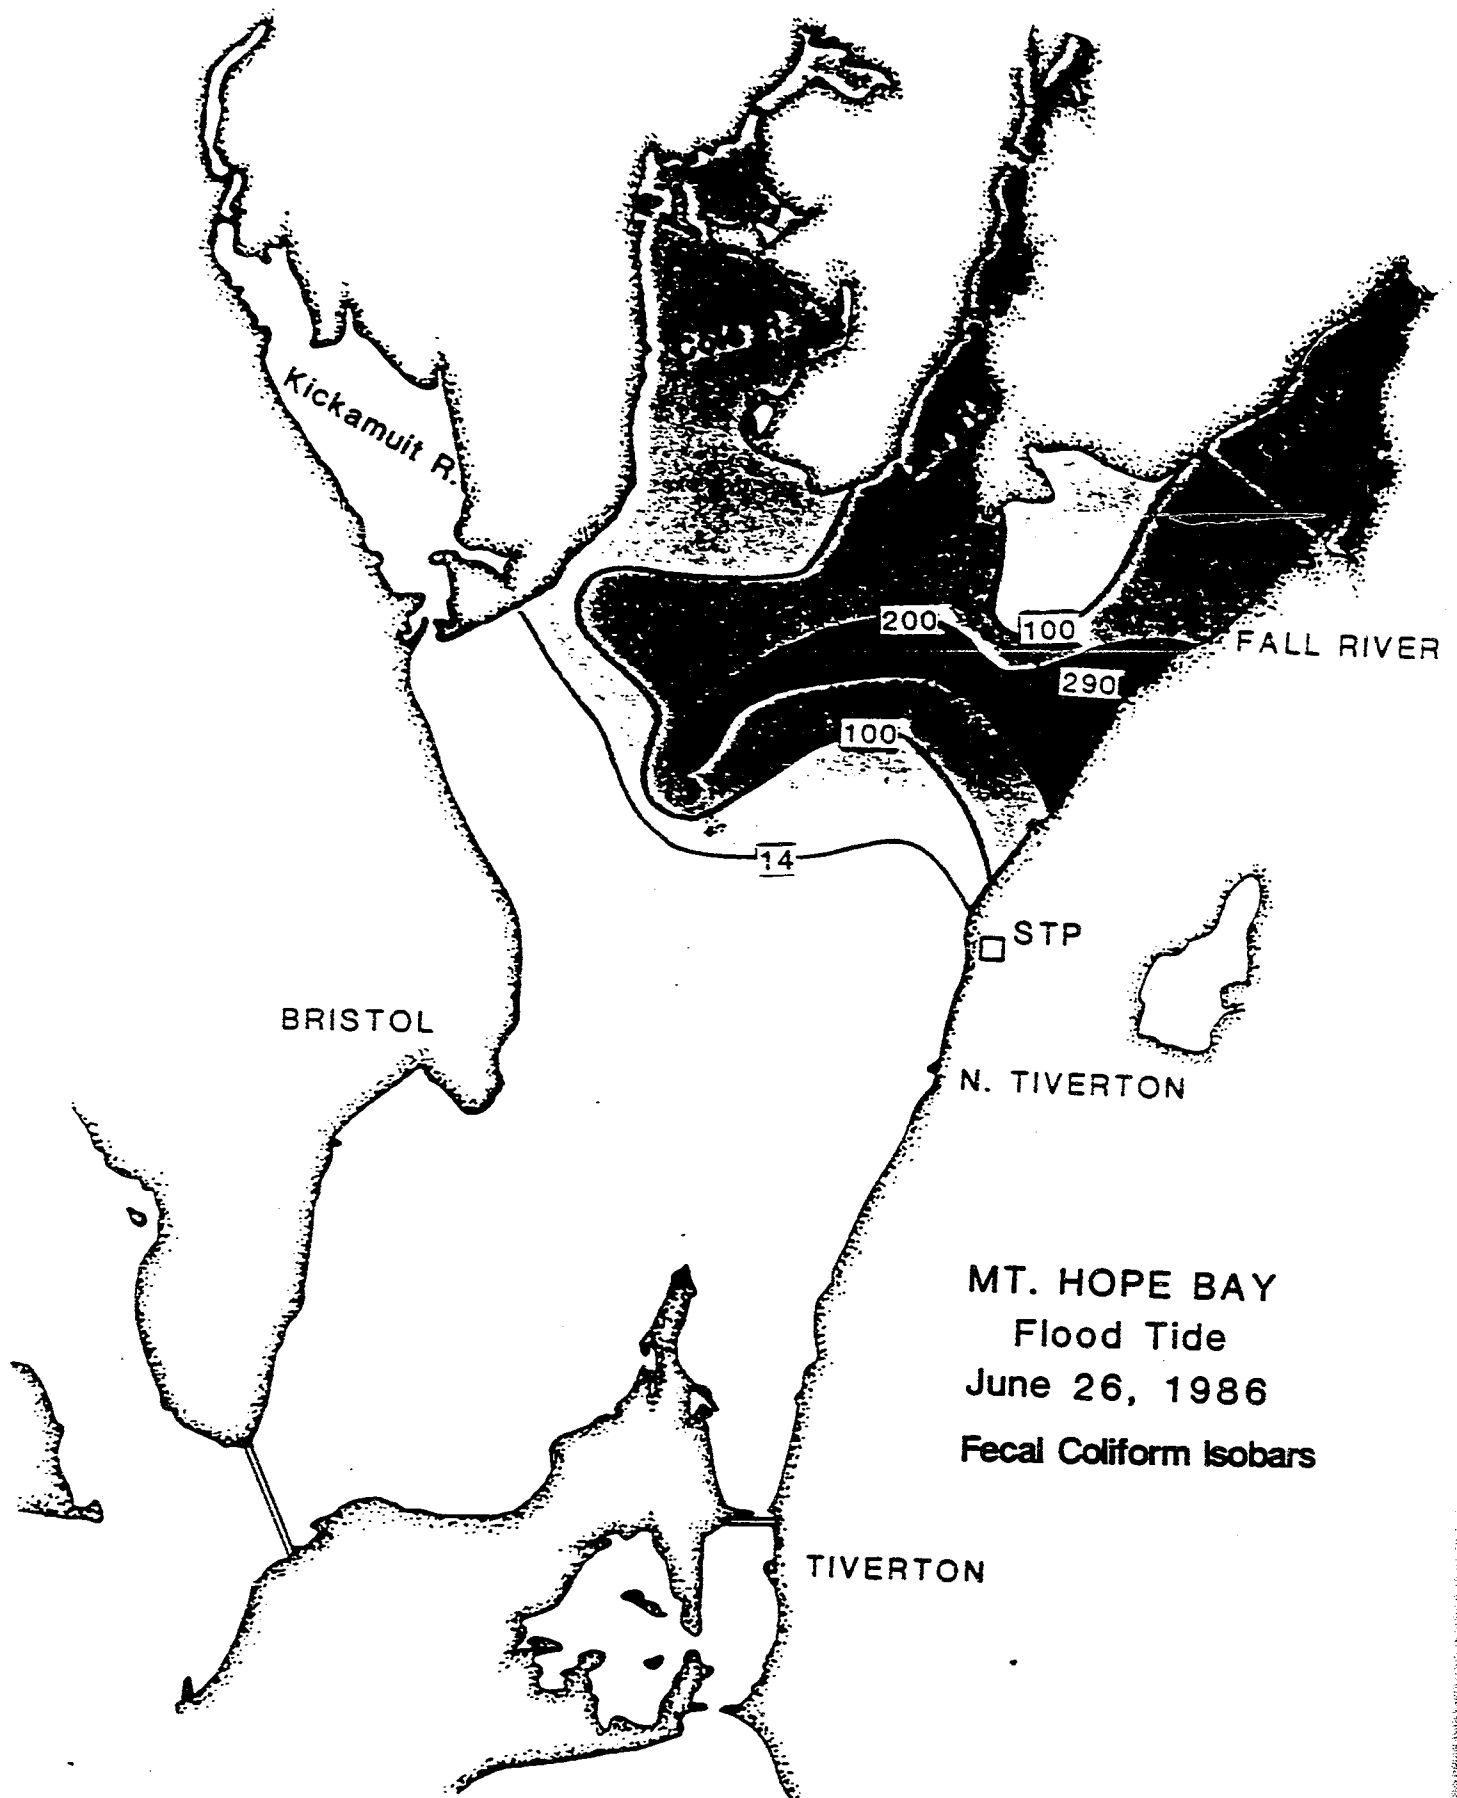 Kickamuit R.
200
100
FALL RIVER
290
100
14
STP
BRISTOL
N. TIVERTON
MT. HOPE BAY
Flood Tide
June 26, 1986
Fecal Coliform Isobars
TIVERTON